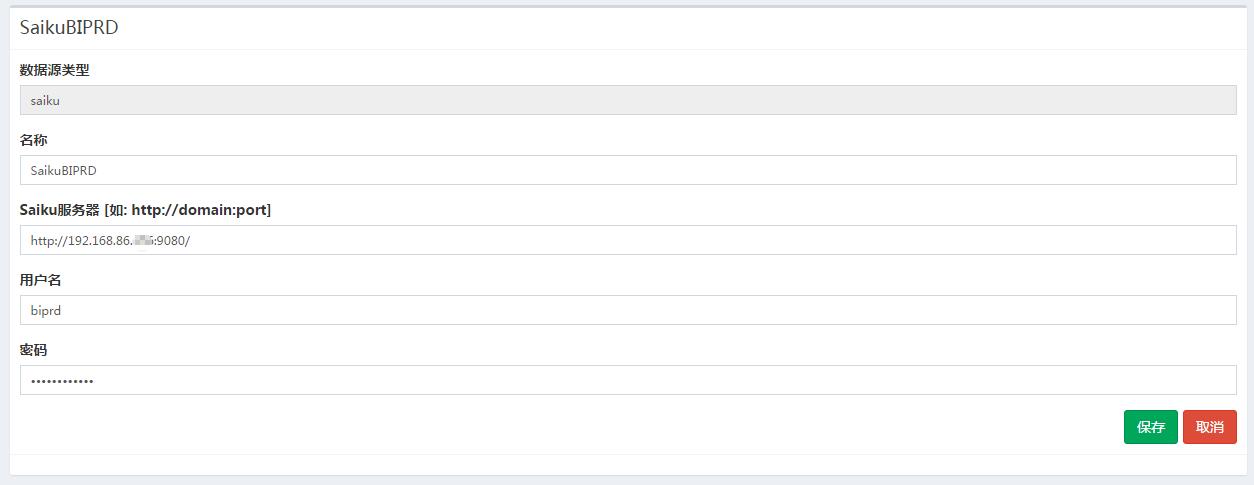 SaikuBIPRD
数据源类型
saiku
名称
SaikuBIPRD
Saiku服务器 [如: http://domain:port]
http://192.168.86. :9080/
用户名
biprd
密码
••••••••••••
保存 取消